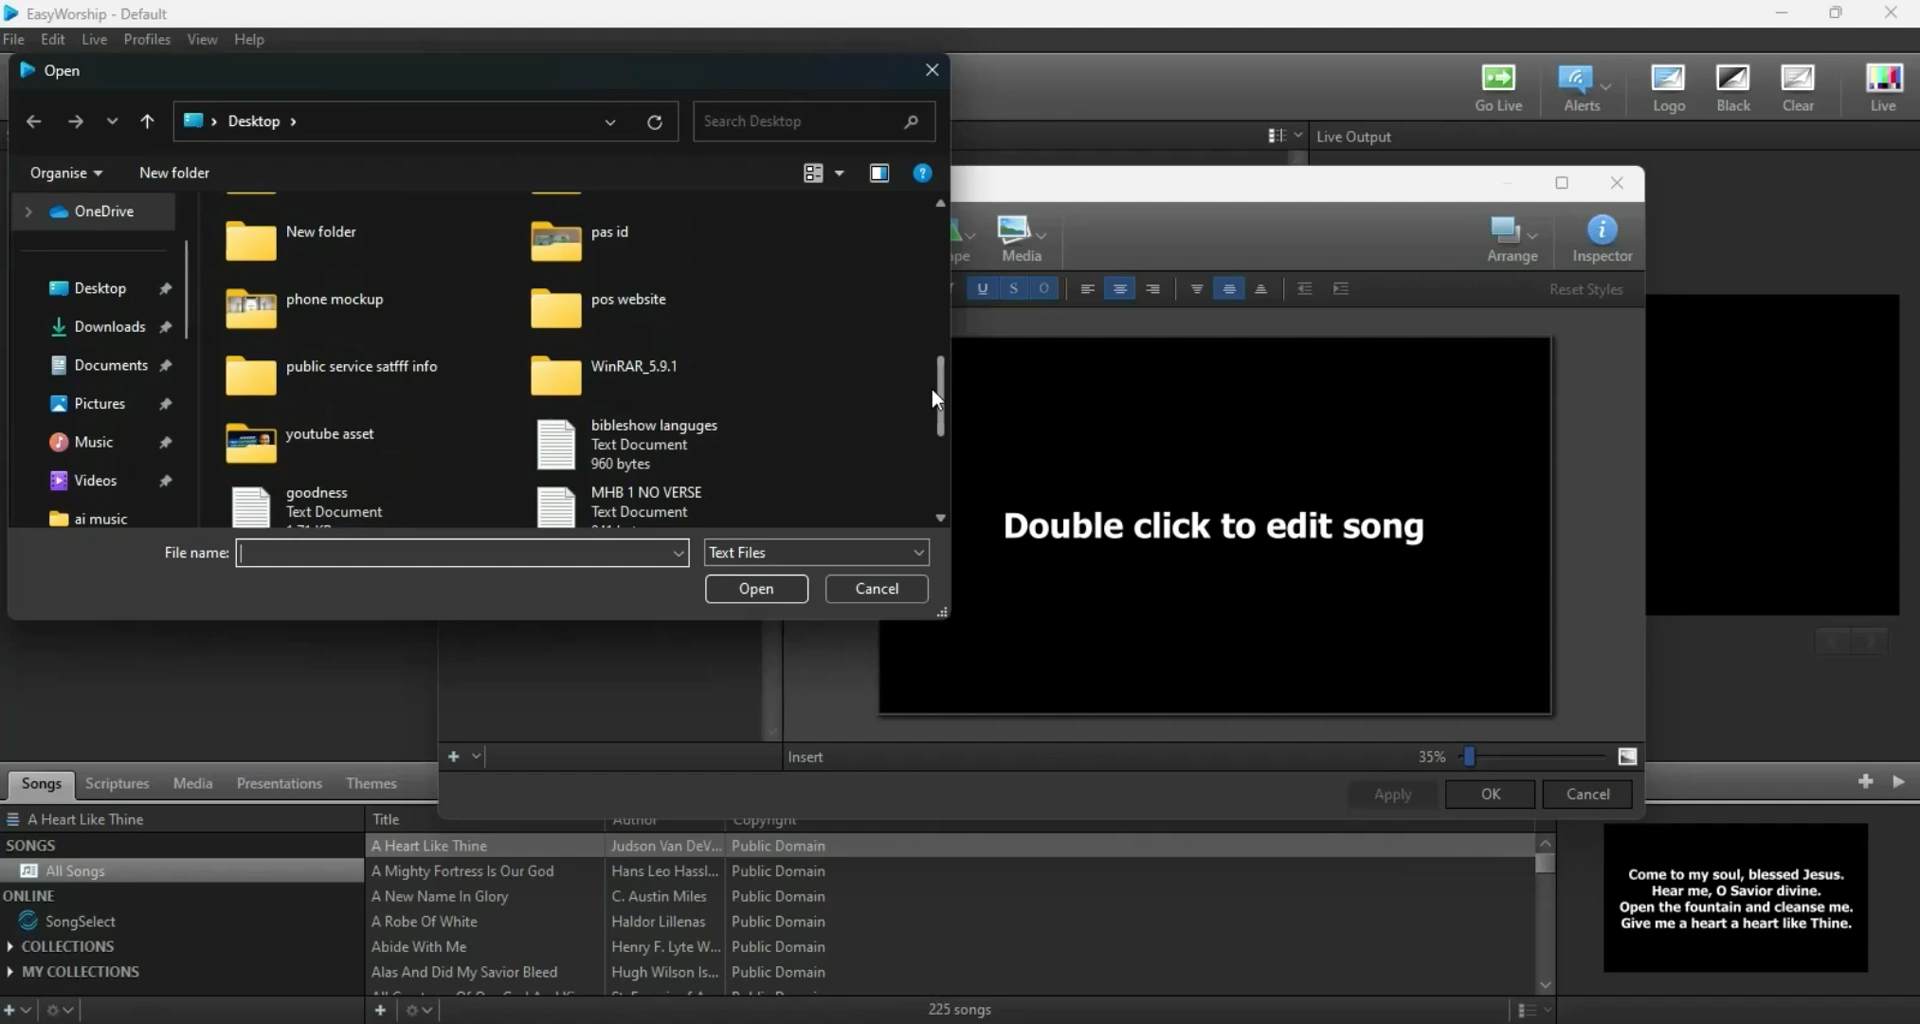 EasyWorship - Default
File Edit Live Profiles View Help
Open
Go Live Alerts Logo Black Clear Live
Desktop
Search Desktop
Live Output
Organise New folder
OneDrive
Desktop
Downloads
Documents
Pictures
Music
Videos
ai music
New folder
pas id
phone mockup
pos website
public service satfff info
WinRAR_5.9.1
youtube asset
bibleshow languges
Text Document
960 bytes
goodness
Text Document
MHB 1 NO VERSE
Text Document
File name:
Text Files
Open Cancel
Media Arrange Inspector
U S O
Reset Styles
Double click to edit song
Insert
35%
Apply OK Cancel
Songs Scriptures Media Presentations Themes
A Heart Like Thine
SONGS
All Songs
ONLINE
SongSelect
COLLECTIONS
MY COLLECTIONS
Title Author Copyright
A Heart Like Thine Judson Van DeV... Public Domain
A Mighty Fortress Is Our God Hans Leo Hassl... Public Domain
A New Name In Glory C. Austin Miles Public Domain
A Robe Of White Haldor Lillenas Public Domain
Abide With Me Henry F. Lyte W... Public Domain
Alas And Did My Savior Bleed Hugh Wilson Is... Public Domain
225 songs
Come to my soul, blessed Jesus.
Hear me, O Savior divine.
Open the fountain and cleanse me.
Give me a heart a heart like Thine.